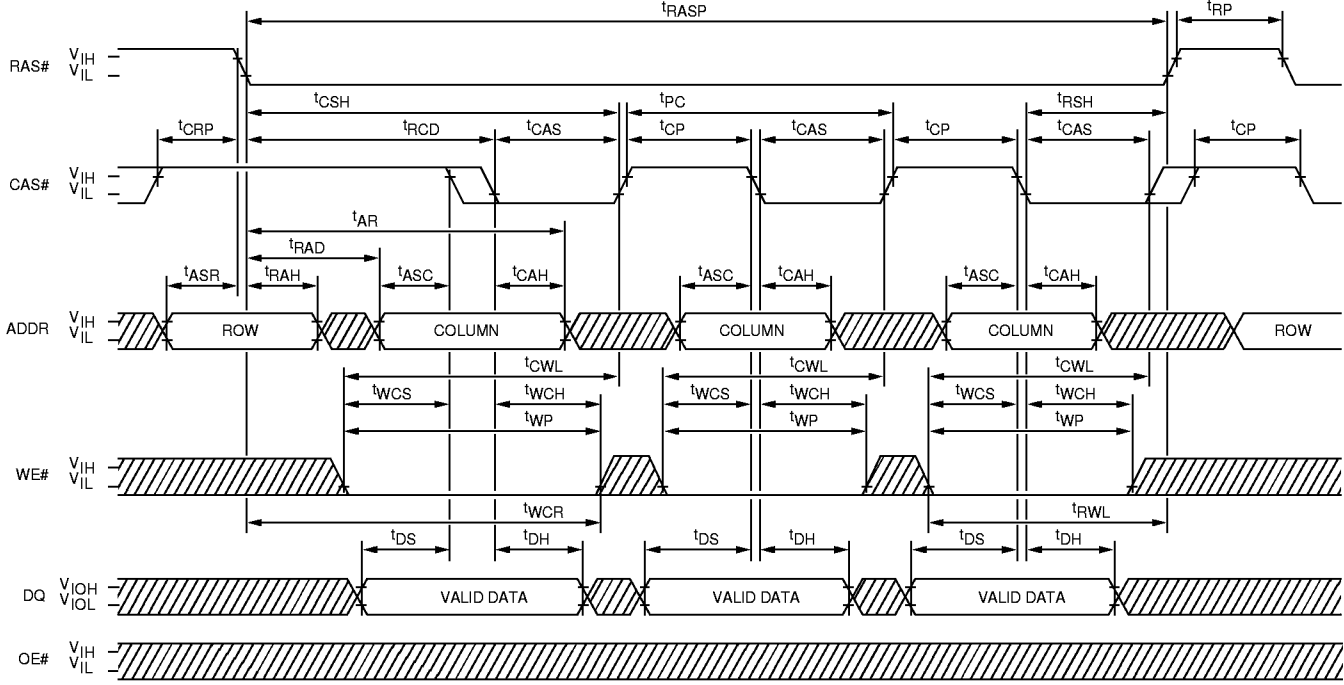 tRASP tRP
RAS# VIH
VIL
tCSH tPC tRSH
tCRP tRCD tCAS tCP tCAS tCP tCAS tCP
CAS# VIH
VIL
tAR
tRAD
tASR tRAH tASC tCAH tASC tCAH tASC tCAH
ADDR VIH
VIL
ROW COLUMN COLUMN COLUMN ROW
tCWL tCWL tCWL
tWCS tWCH tWCS tWCH tWCS tWCH
tWP tWP tWP
WE# VIH
VIL
tWCR tRWL
tDS tDH tDS tDH tDS tDH
DQ VIOH
VIOL
VALID DATA VALID DATA VALID DATA
OE# VIH
VIL